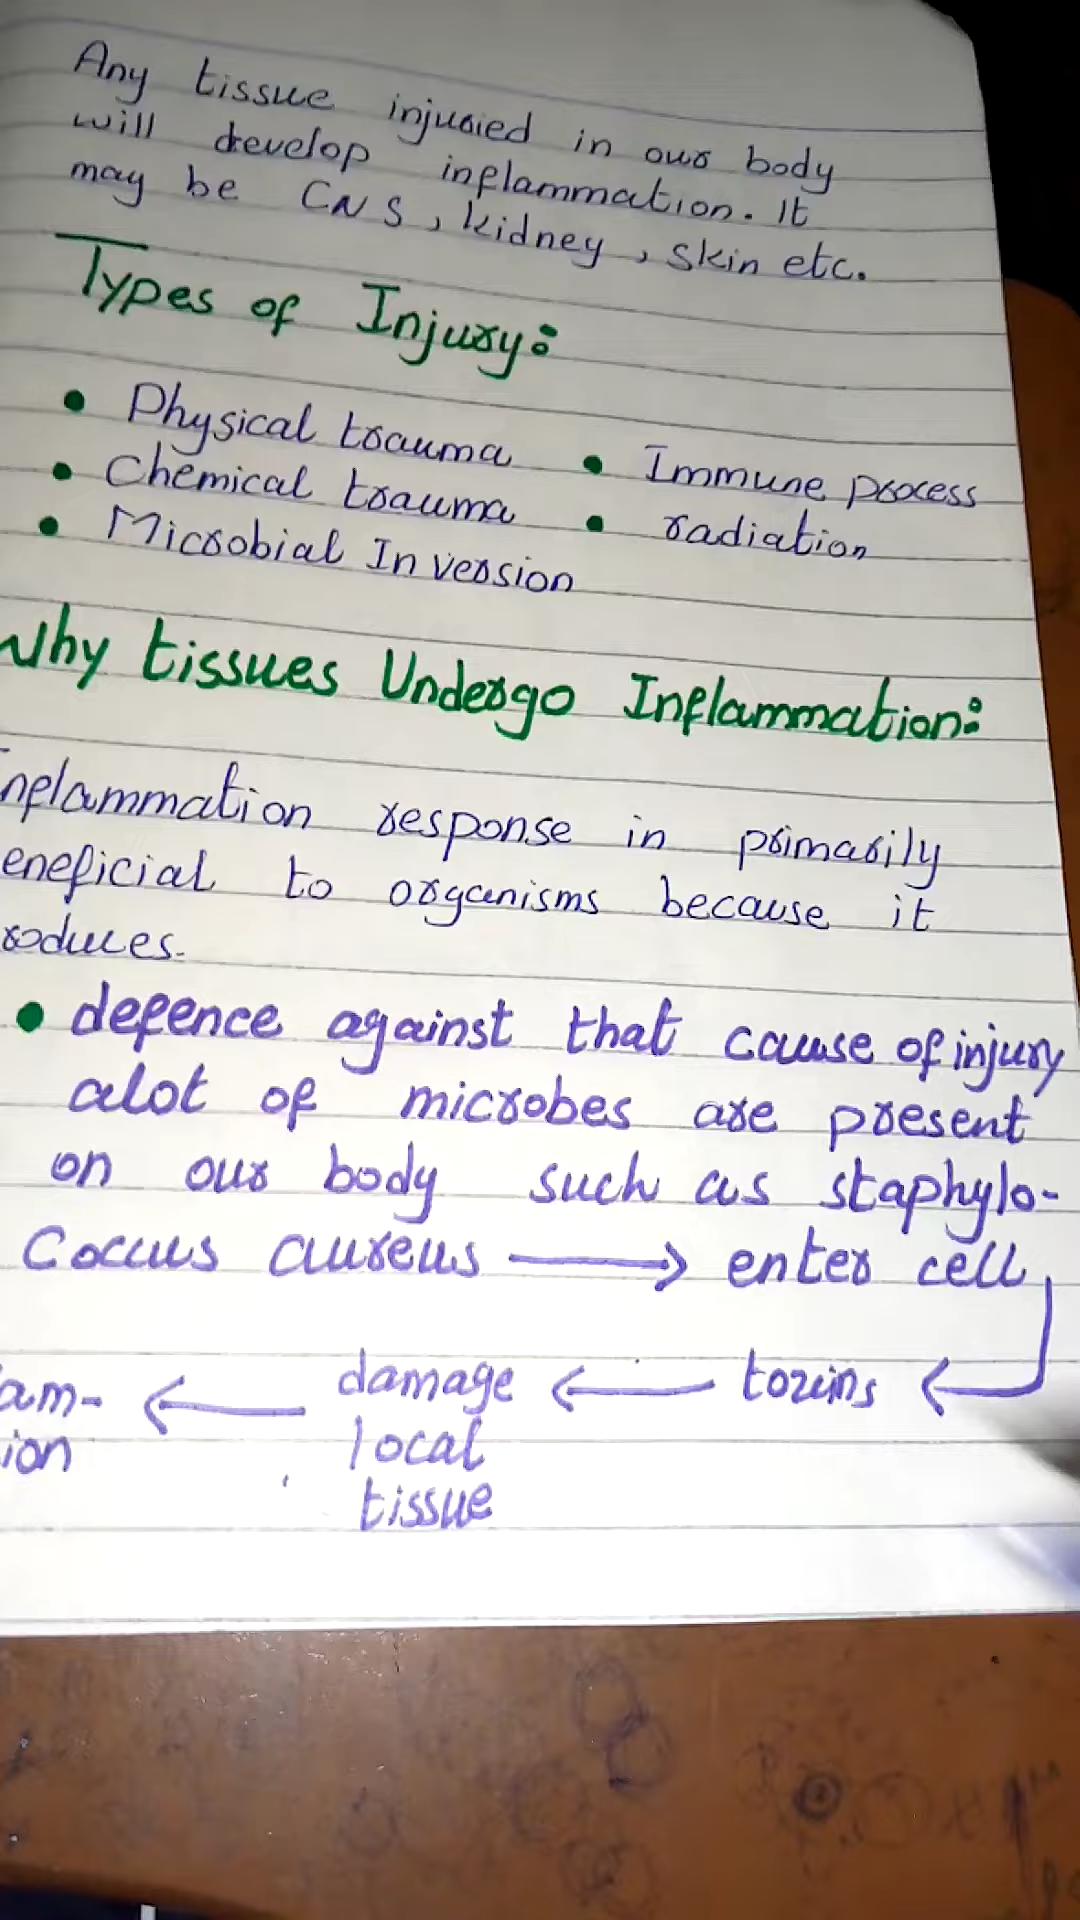 Any tissue injuried in our body
will develop inflammation. It
may be CNS, kidney, skin etc.
Types of Injury:
• Physical trauma • Immune process
• Chemical trauma • radiation
• Microbial Inversion
Why tissues Undergo Inflammation:
nflammation response in primarily
eneficial to organisms because it
roduces.
• defence against that cause of injury
alot of microbes are present
on our body such as staphylo-
Coccus aureus → enter cell
am- ← damage ← toxins ←
ion local
tissue